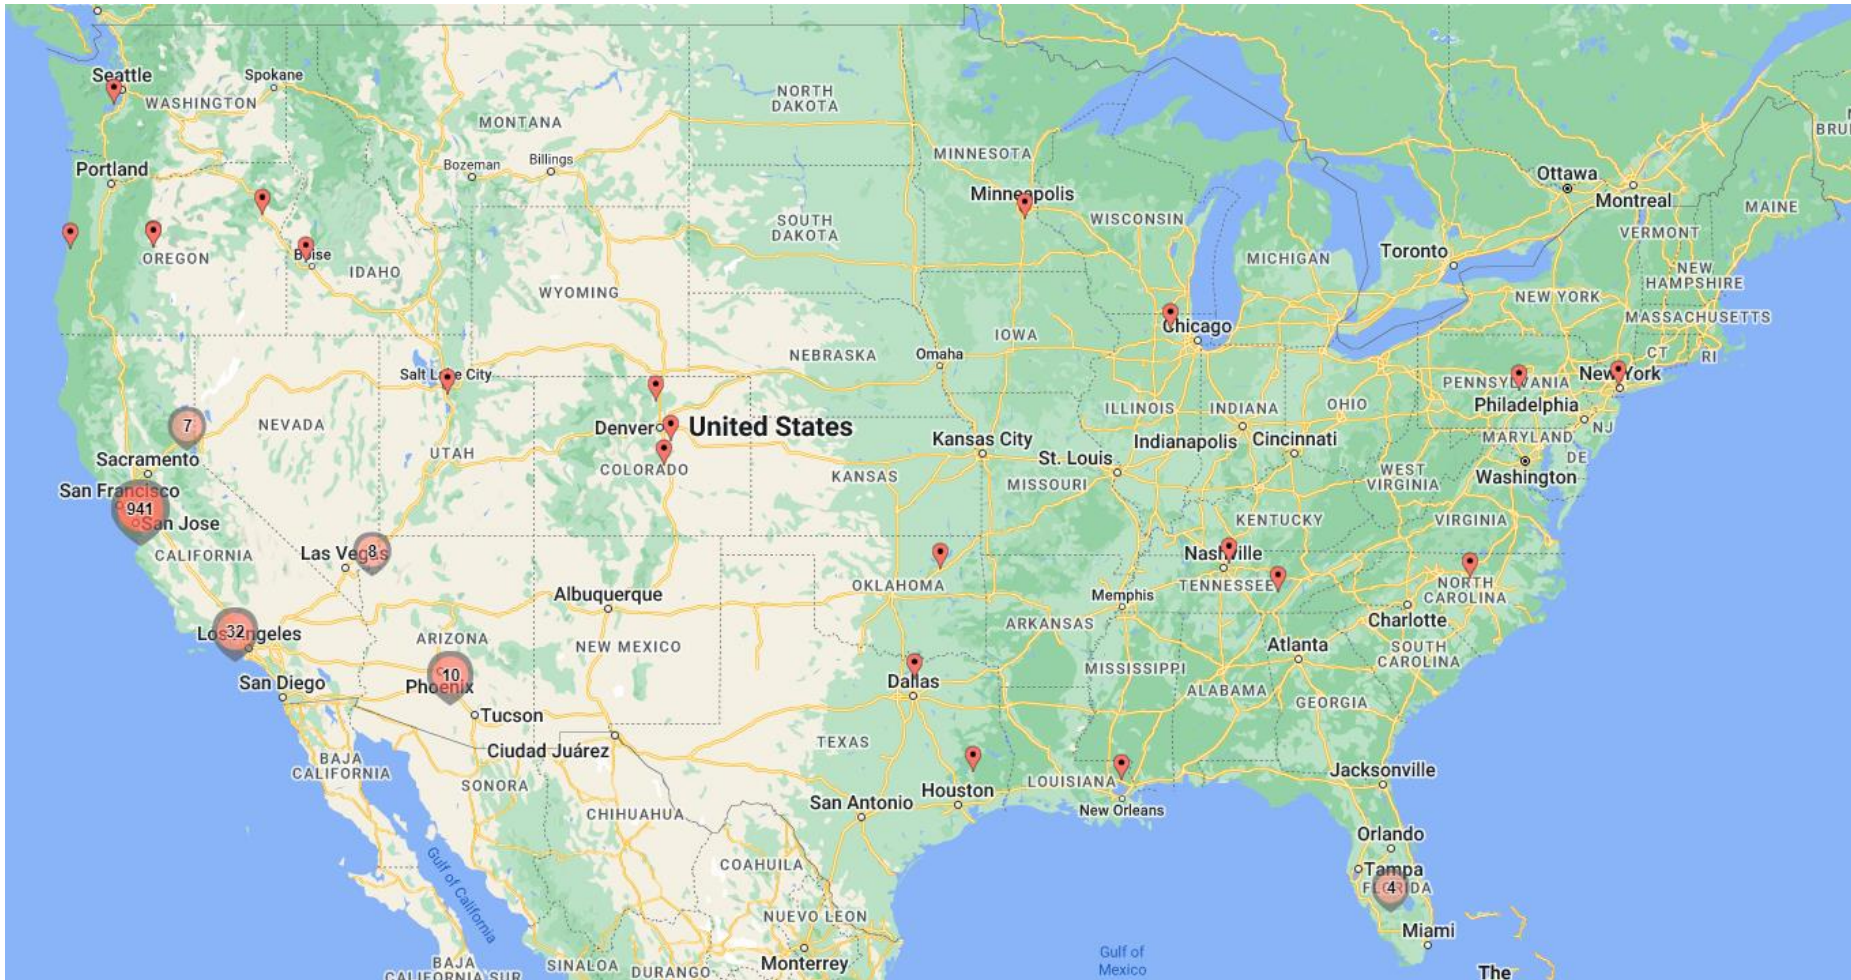 Seattle
Spokane
WASHINGTON
MONTANA
NORTH
DAKOTA
Portland
Bozeman
Billings
MINNESOTA
Minneapolis
WISCONSIN
Ottawa
Montreal
MAINE
OREGON
Boise
IDAHO
SOUTH
DAKOTA
MICHIGAN
Toronto
VERMONT
NEW
HAMPSHIRE
WYOMING
NEW YORK
MASSACHUSETTS
IOWA
Chicago
NEBRASKA
Omaha
CT
RI
Salt Lake City
PENNSYLVANIA
New York
Philadelphia
7
NEVADA
Denver
United States
ILLINOIS
INDIANA
OHIO
NJ
Sacramento
UTAH
COLORADO
KANSAS
Kansas City
St. Louis
Indianapolis
Cincinnati
MARYLAND
DE
San Francisco
941
San Jose
MISSOURI
WEST
VIRGINIA
Washington
CALIFORNIA
Las Vegas
8
KENTUCKY
VIRGINIA
Nashville
TENNESSEE
NORTH
CAROLINA
Albuquerque
OKLAHOMA
Memphis
Charlotte
32
Los Angeles
ARIZONA
NEW MEXICO
ARKANSAS
Atlanta
SOUTH
CAROLINA
San Diego
10
Phoenix
Dallas
MISSISSIPPI
ALABAMA
GEORGIA
Tucson
Ciudad Juárez
TEXAS
BAJA
CALIFORNIA
SONORA
CHIHUAHUA
San Antonio
Houston
LOUISIANA
New Orleans
Jacksonville
Orlando
Tampa
FLORIDA
4
Gulf of California
COAHUILA
NUEVO LEON
Miami
BAJA
CALIFORNIA SUR
SINALOA
DURANGO
Monterrey
Gulf of
Mexico
The